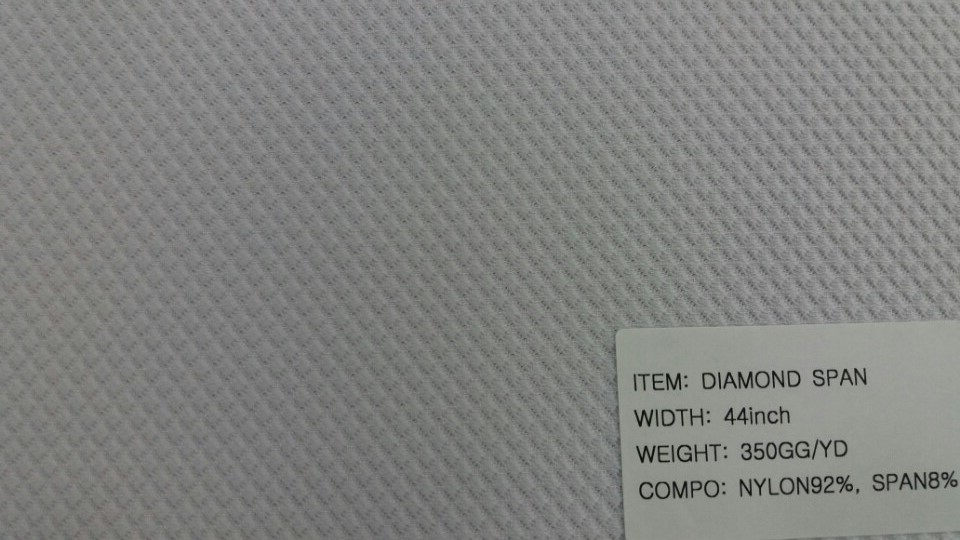 ITEM: DIAMOND SPAN
WIDTH: 44inch
WEIGHT: 350GG/YD
COMPO: NYLON92%, SPAN8%